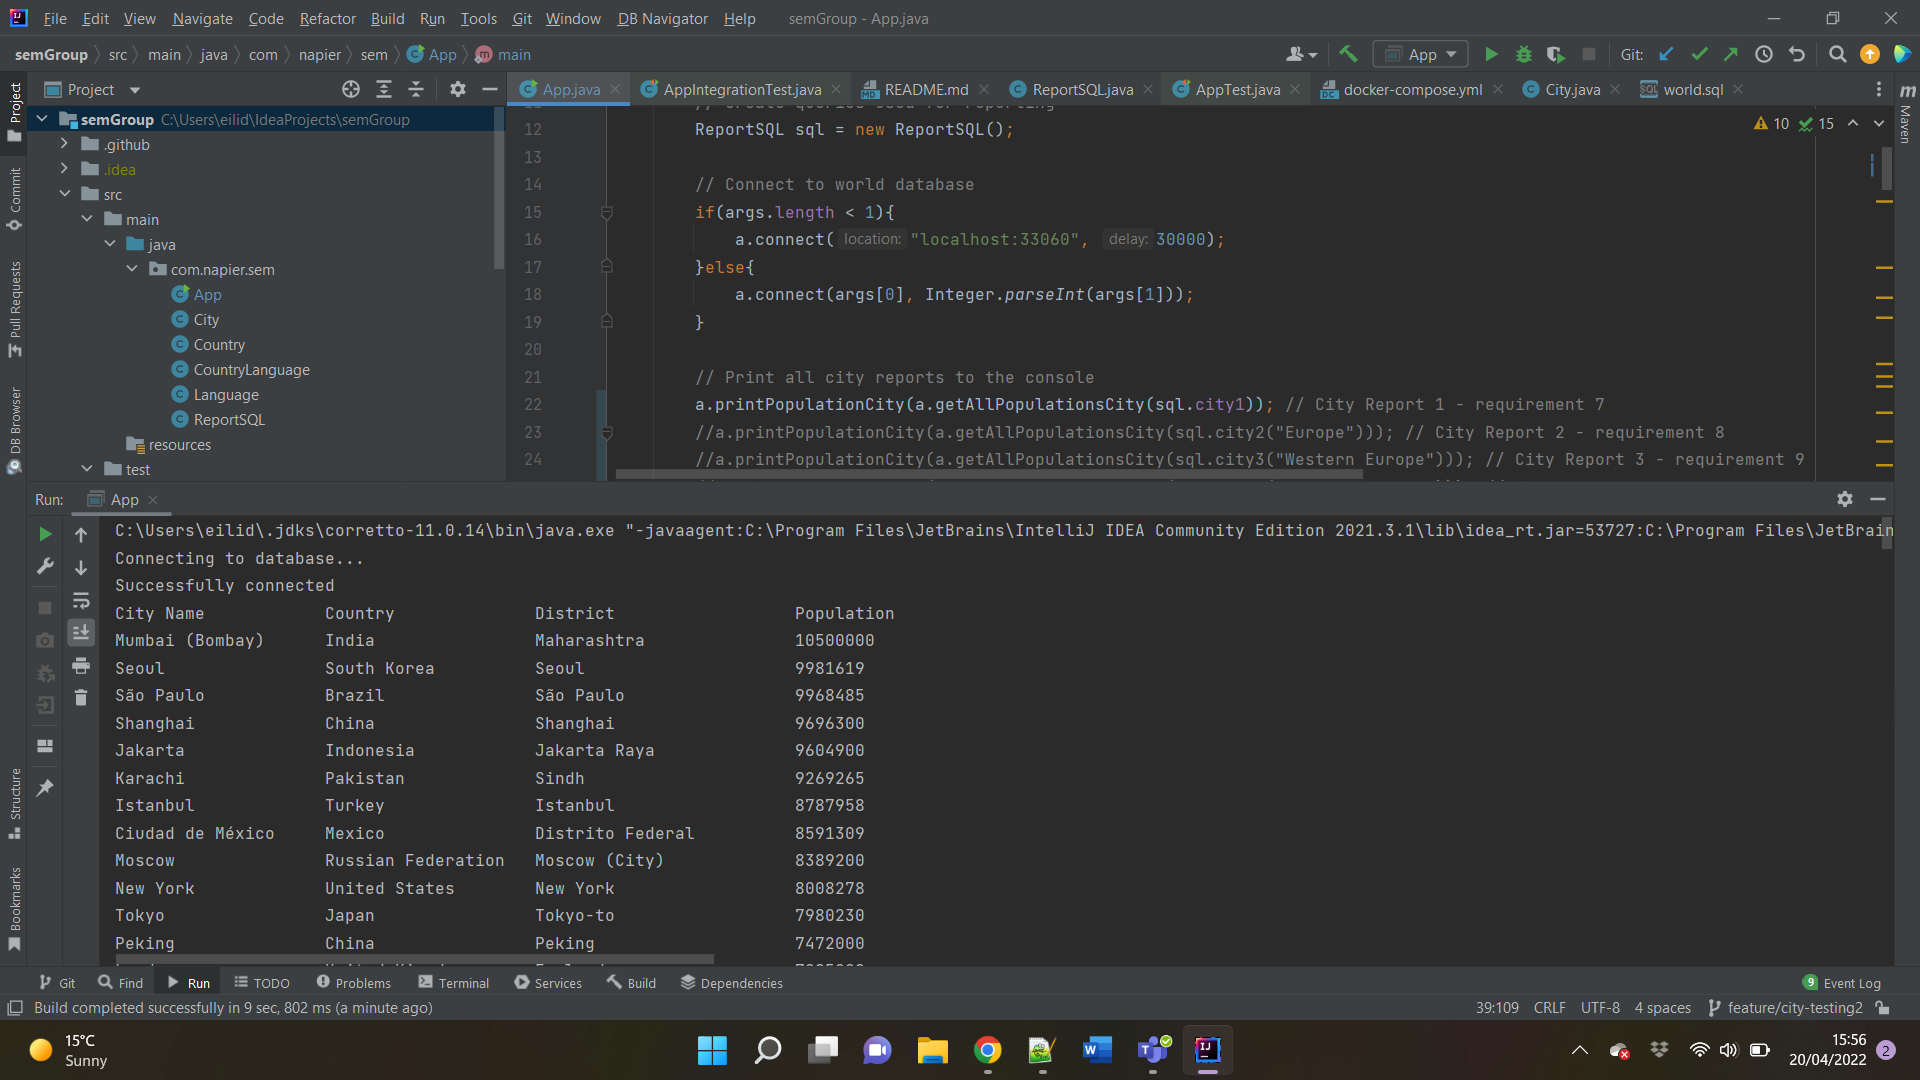 File Edit View Navigate Code Refactor Build Run Tools Git Window DB Navigator Help semGroup - App.java
semGroup src main java com napier sem App main
App Git:
Project
App.java AppIntegrationTest.java README.md ReportSQL.java AppTest.java docker-compose.yml City.java world.sql
Project
Commit
Pull Requests
DB Browser
Structure
Bookmarks
Maven
semGroup C:\Users\eilid\IdeaProjects\semGroup
.github
.idea
src
main
java
com.napier.sem
App
City
Country
CountryLanguage
Language
ReportSQL
resources
test
10 15
12 ReportSQL sql = new ReportSQL();
13
14 // Connect to world database
15 if(args.length < 1){
16 a.connect( location: "localhost:33060", delay: 30000);
17 }else{
18 a.connect(args[0], Integer.parseInt(args[1]));
19 }
20
21 // Print all city reports to the console
22 a.printPopulationCity(a.getAllPopulationsCity(sql.city1)); // City Report 1 - requirement 7
23 //a.printPopulationCity(a.getAllPopulationsCity(sql.city2("Europe"))); // City Report 2 - requirement 8
24 //a.printPopulationCity(a.getAllPopulationsCity(sql.city3("Western Europe"))); // City Report 3 - requirement 9
Run: App
C:\Users\eilid\.jdks\corretto-11.0.14\bin\java.exe "-javaagent:C:\Program Files\JetBrains\IntelliJ IDEA Community Edition 2021.3.1\lib\idea_rt.jar=53727:C:\Program Files\JetBrain
Connecting to database...
Successfully connected
City Name Country District Population
Mumbai (Bombay) India Maharashtra 10500000
Seoul South Korea Seoul 9981619
São Paulo Brazil São Paulo 9968485
Shanghai China Shanghai 9696300
Jakarta Indonesia Jakarta Raya 9604900
Karachi Pakistan Sindh 9269265
Istanbul Turkey Istanbul 8787958
Ciudad de México Mexico Distrito Federal 8591309
Moscow Russian Federation Moscow (City) 8389200
New York United States New York 8008278
Tokyo Japan Tokyo-to 7980230
Peking China Peking 7472000
Git Find Run TODO Problems Terminal Services Build Dependencies 9 Event Log
Build completed successfully in 9 sec, 802 ms (a minute ago) 39:109 CRLF UTF-8 4 spaces feature/city-testing2
15°C
Sunny
15:56
20/04/2022
2